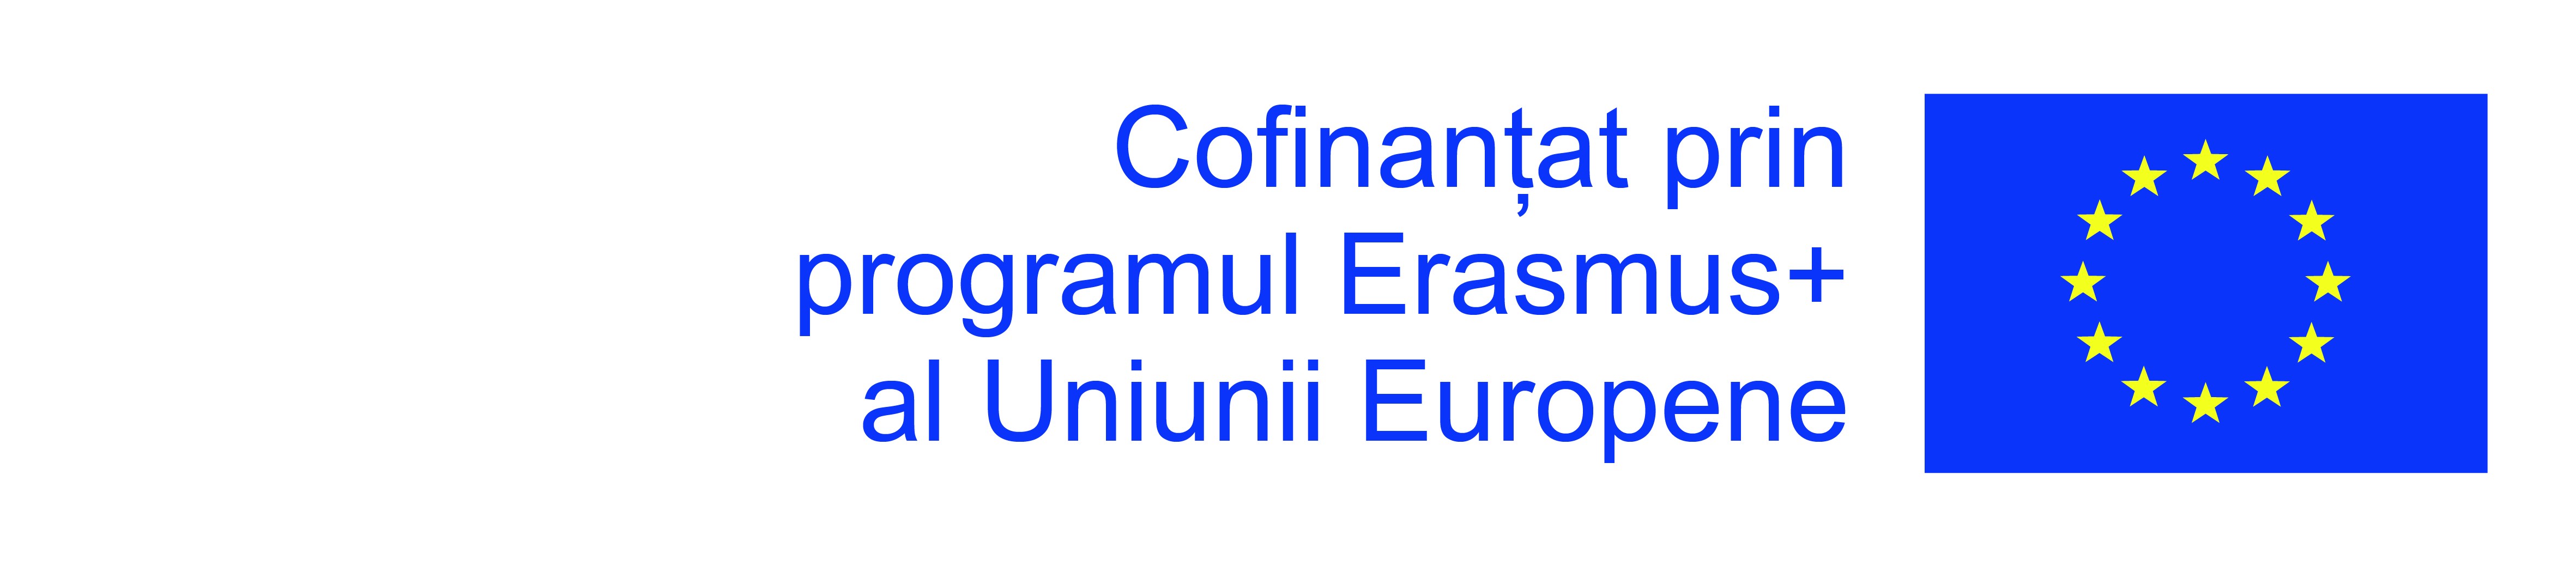 Cofinanțat prin
programul Erasmus+
al Uniunii Europene